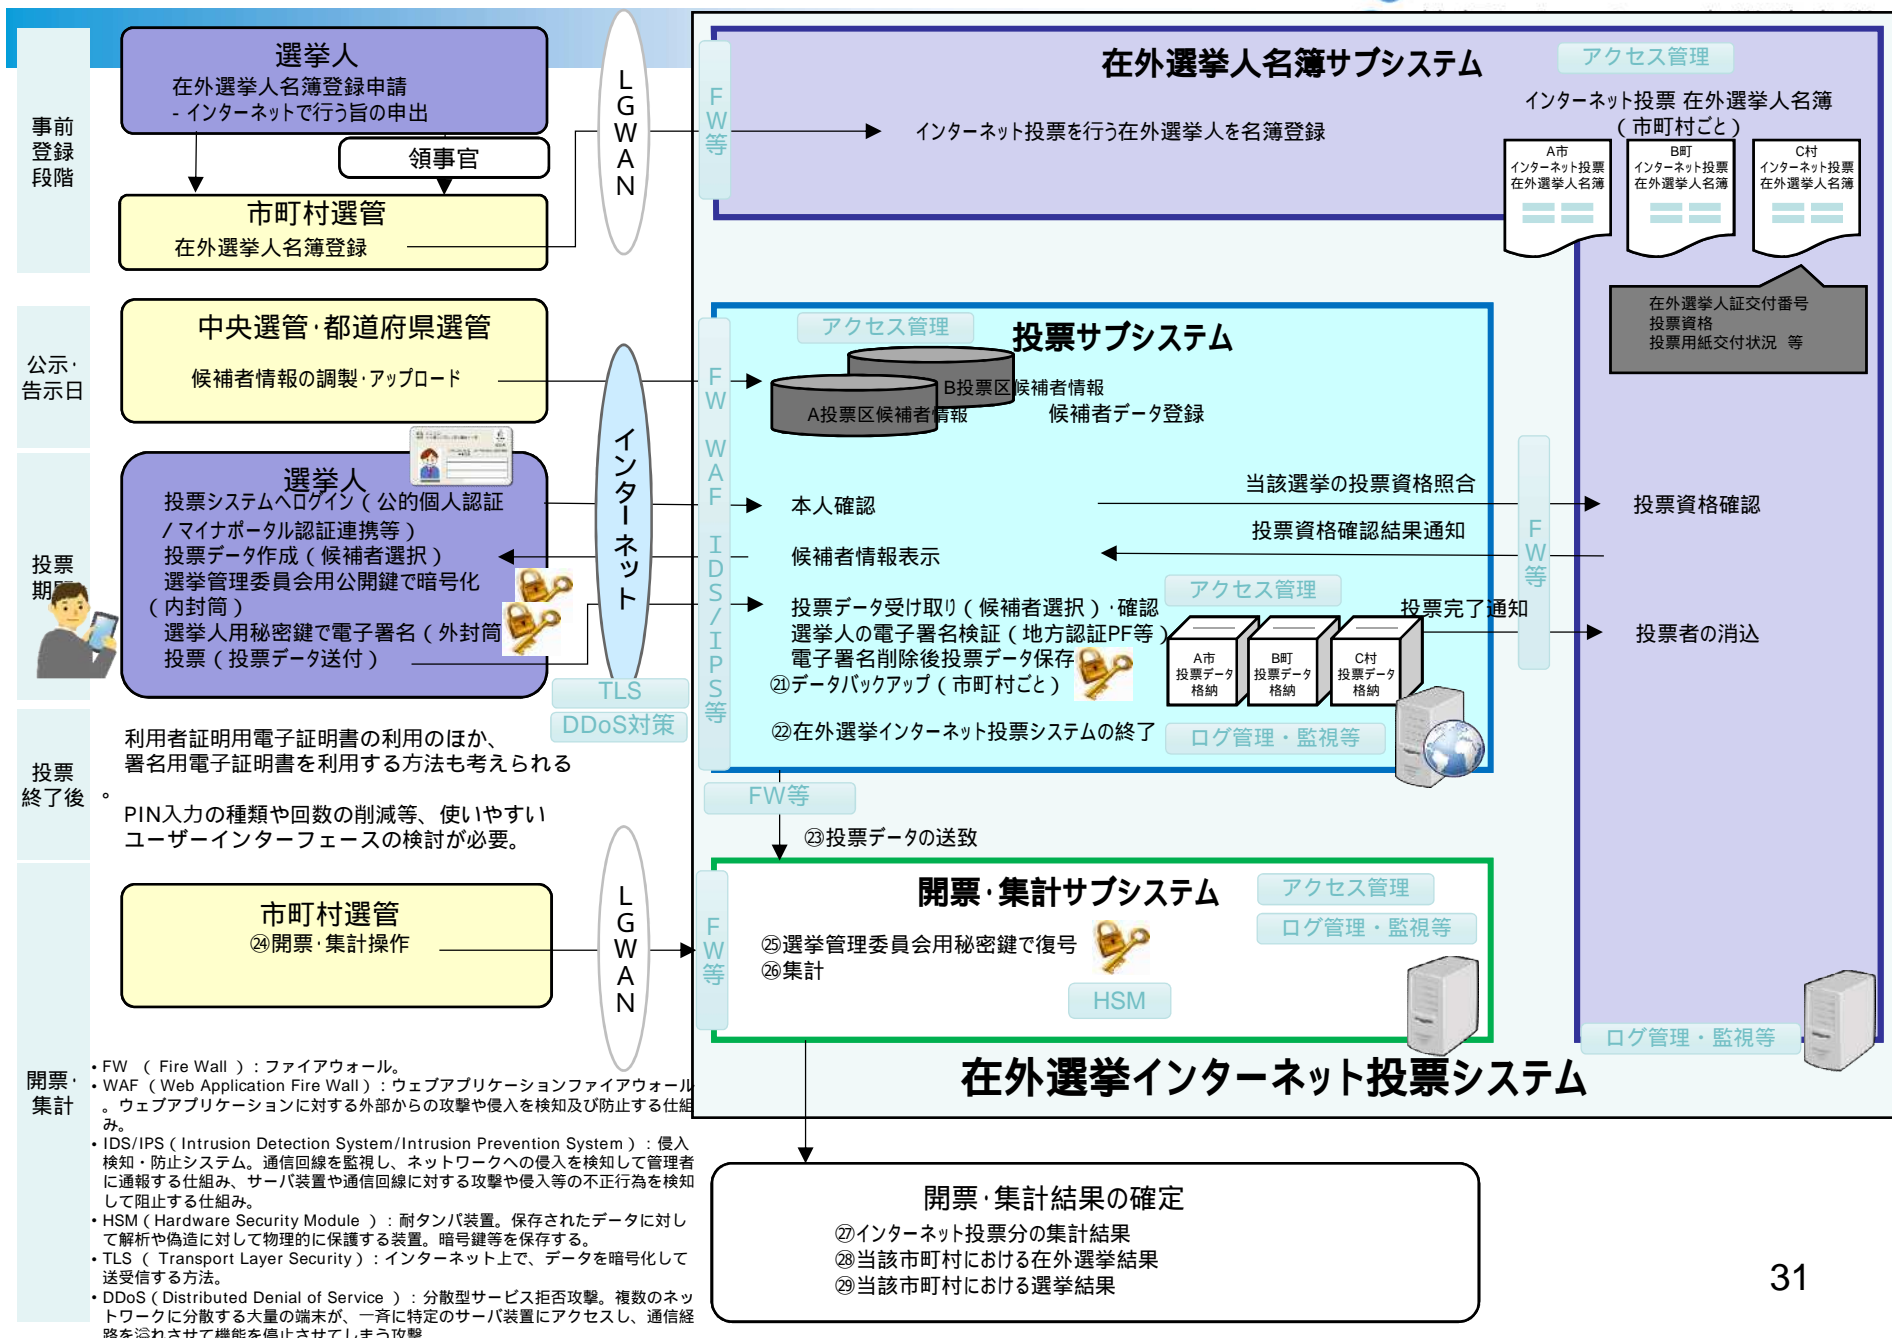 事前
登録
段階
選挙人
在外選挙人名簿登録申請
- インターネットで行う旨の申出
領事官
市町村選管
在外選挙人名簿登録
LGWAN
FW等
在外選挙人名簿サブシステム
アクセス管理
インターネット投票を行う在外選挙人を名簿登録
インターネット投票 在外選挙人名簿
(市町村ごと)
A市
インターネット投票
在外選挙人名簿
B町
インターネット投票
在外選挙人名簿
C村
インターネット投票
在外選挙人名簿
在外選挙人証交付番号
投票資格
投票用紙交付状況 等
公示・
告示日
中央選管・都道府県選管
候補者情報の調製・アップロード
インターネット
FW WAF IDS/IPS等
アクセス管理
投票サブシステム
B投票区候補者情報
A投票区候補者情報
候補者データ登録
投票
選挙人
投票システムへログイン(公的個人認証
/マイナポータル認証連携等)
投票データ作成(候補者選択)
選挙管理委員会用公開鍵で暗号化
(内封筒)
選挙人用秘密鍵で電子署名(外封筒
投票(投票データ送付)
TLS
DDoS対策
本人確認
当該選挙の投票資格照合
投票資格確認
候補者情報表示
投票資格確認結果通知
FW等
アクセス管理
投票データ受け取り(候補者選択)・確認
選挙人の電子署名検証(地方認証PF等)
電子署名削除後投票データ保存
㉑データバックアップ(市町村ごと)
投票完了通知
投票者の消込
A市
投票データ
格納
B町
投票データ
格納
C村
投票データ
格納
㉒在外選挙インターネット投票システムの終了
ログ管理・監視等
投票
終了後
利用者証明用電子証明書の利用のほか、
署名用電子証明書を利用する方法も考えられる
。
PIN入力の種類や回数の削減等、使いやすい
ユーザーインターフェースの検討が必要。
FW等
㉓投票データの送致
開票・
集計
市町村選管
㉔開票・集計操作
LGWAN
FW等
開票・集計サブシステム
アクセス管理
ログ管理・監視等
㉕選挙管理委員会用秘密鍵で復号
㉖集計
HSM
ログ管理・監視等
在外選挙インターネット投票システム
• FW ( Fire Wall ):ファイアウォール。
• WAF ( Web Application Fire Wall ):ウェブアプリケーションファイアウォール
。ウェブアプリケーションに対する外部からの攻撃や侵入を検知及び防止する仕組
み。
• IDS/IPS ( Intrusion Detection System/Intrusion Prevention System ):侵入
検知・防止システム。通信回線を監視し、ネットワークへの侵入を検知して管理者
に通報する仕組み、サーバ装置や通信回線に対する攻撃や侵入等の不正行為を検知
して阻止する仕組み。
• HSM ( Hardware Security Module ):耐タンパ装置。保存されたデータに対し
て解析や偽造に対して物理的に保護する装置。暗号鍵等を保存する。
• TLS ( Transport Layer Security ):インターネット上で、データを暗号化して
送受信する方法。
• DDoS ( Distributed Denial of Service ):分散型サービス拒否攻撃。複数のネッ
トワークに分散する大量の端末が、一斉に特定のサーバ装置にアクセスし、通信経
路を溢れさせて機能を停止させてしまう攻撃
開票・集計結果の確定
㉗インターネット投票分の集計結果
㉘当該市町村における在外選挙結果
㉙当該市町村における選挙結果
31